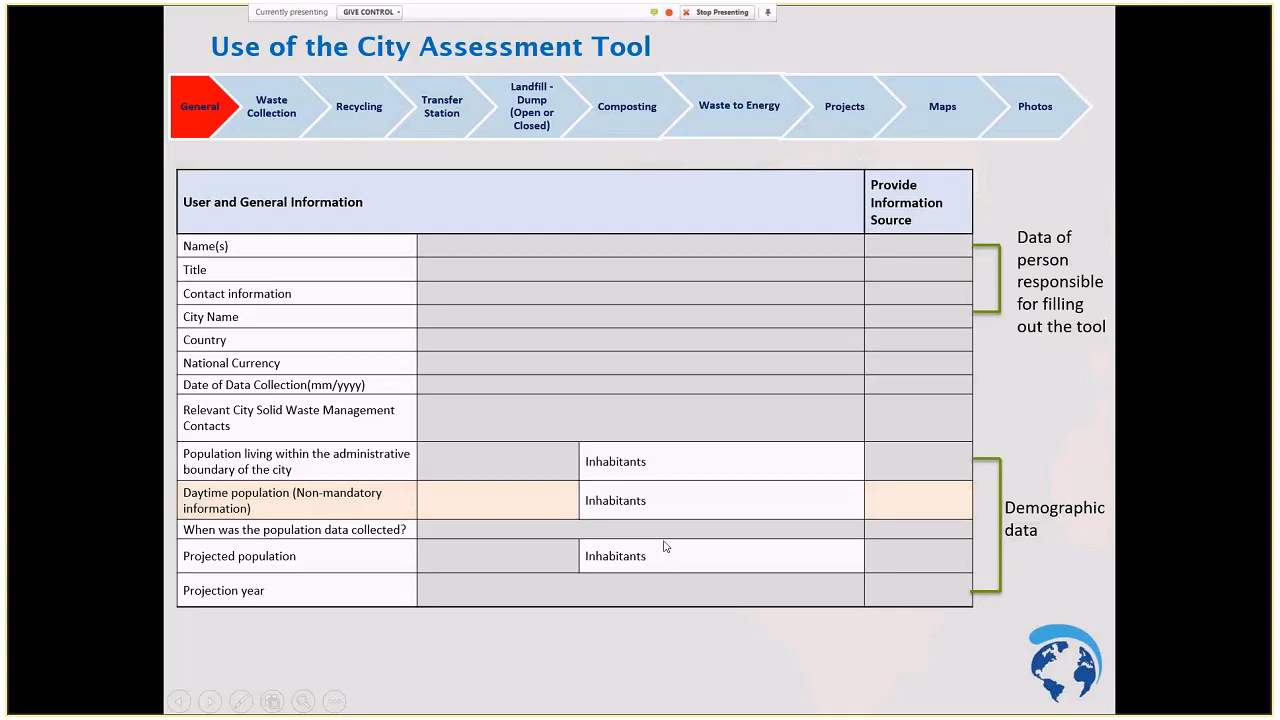 Currently presenting GIVE CONTROL Stop Presenting
Use of the City Assessment Tool
General
Waste
Collection
Recycling
Transfer
Station
Landfill -
Dump
(Open or
Closed)
Composting
Waste to Energy
Projects
Maps
Photos
User and General Information
Provide
Information
Source
Name(s)
Title
Contact information
City Name
Country
National Currency
Date of Data Collection(mm/yyyy)
Relevant City Solid Waste Management
Contacts
Population living within the administrative
boundary of the city
Inhabitants
Daytime population (Non-mandatory
information)
Inhabitants
When was the population data collected?
Projected population
Inhabitants
Projection year
Data of
person
responsible
for filling
out the tool
Demographic
data